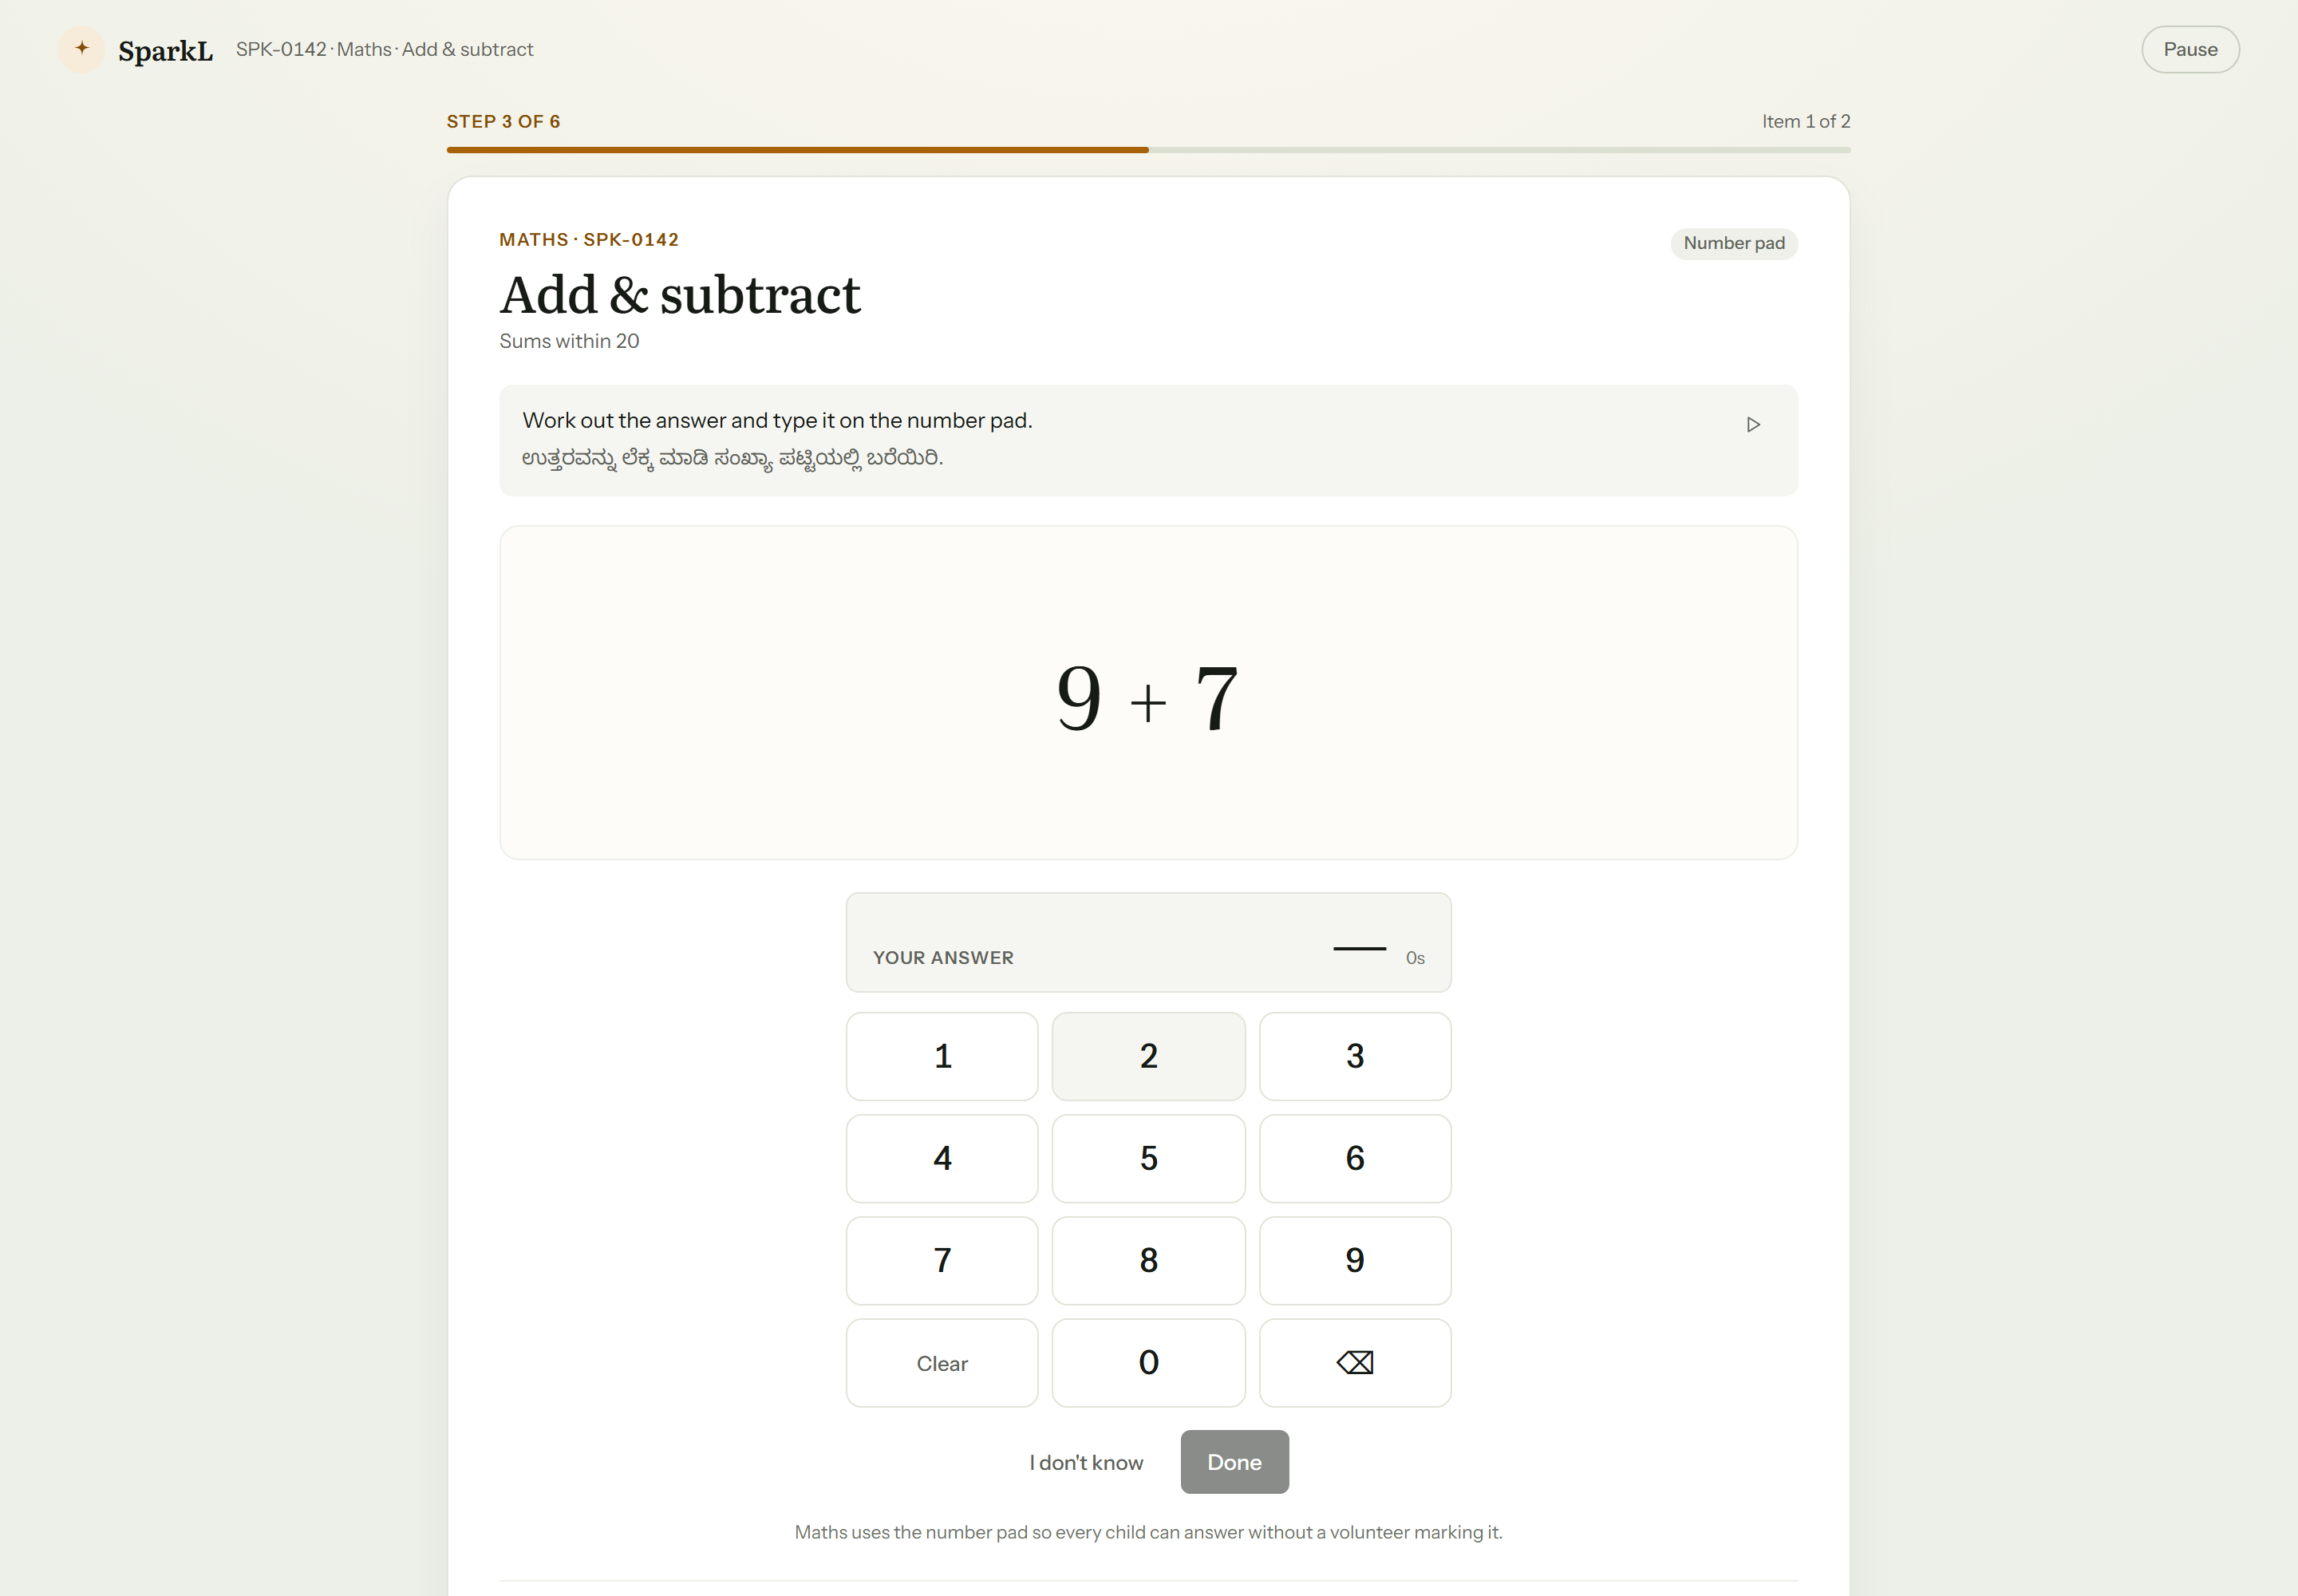 SparkL SPK-0142 · Maths · Add & subtract Pause
STEP 3 OF 6 Item 1 of 2
MATHS · SPK-0142 Number pad
Add & subtract
Sums within 20
Work out the answer and type it on the number pad.
ಉತ್ತರವನ್ನು ಲೆಕ್ಕ ಮಾಡಿ ಸಂಖ್ಯಾ ಪಟ್ಟಿಯಲ್ಲಿ ಬರೆಯಿರಿ.
9 + 7
YOUR ANSWER — 0s
1 2 3
4 5 6
7 8 9
Clear 0 ⌫
I don't know Done
Maths uses the number pad so every child can answer without a volunteer marking it.